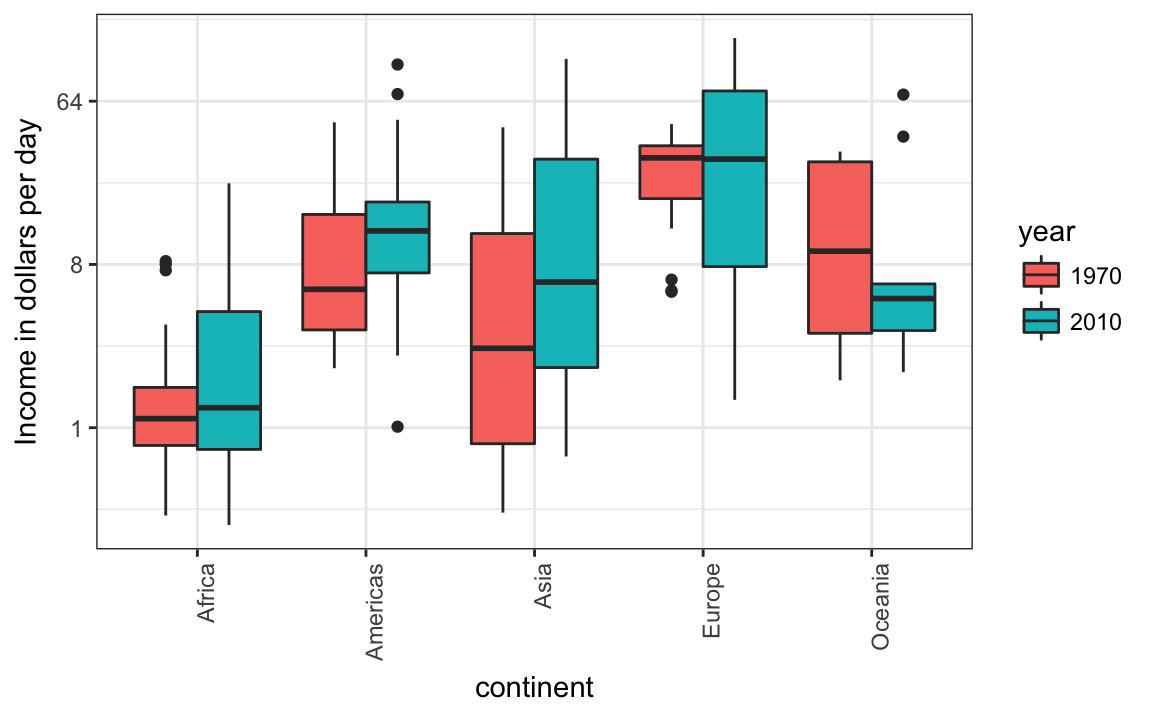 Income in dollars per day
64
8
1
Africa
Americas
Asia
Europe
Oceania
continent
year
1970
2010